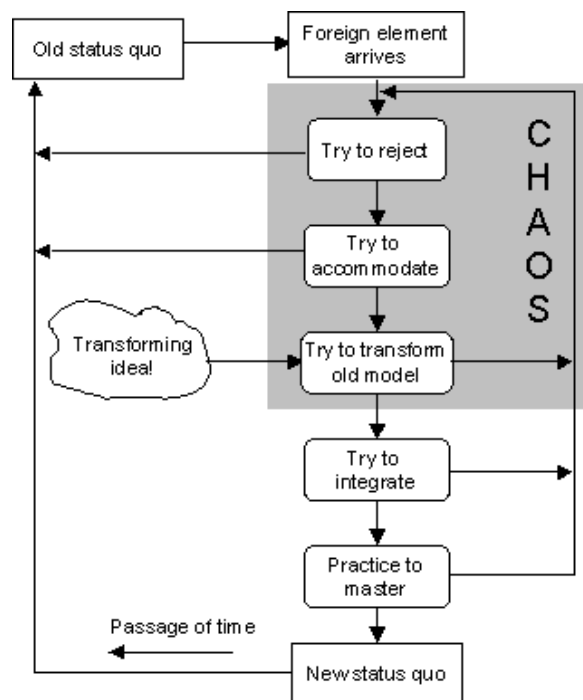 Old status quo
Foreign element
arrives
Try to reject
CHAOS
Try to
accommodate
Transforming
idea!
Try to transform
old model
Try to
integrate
Practice to
master
Passage of time
New status quo